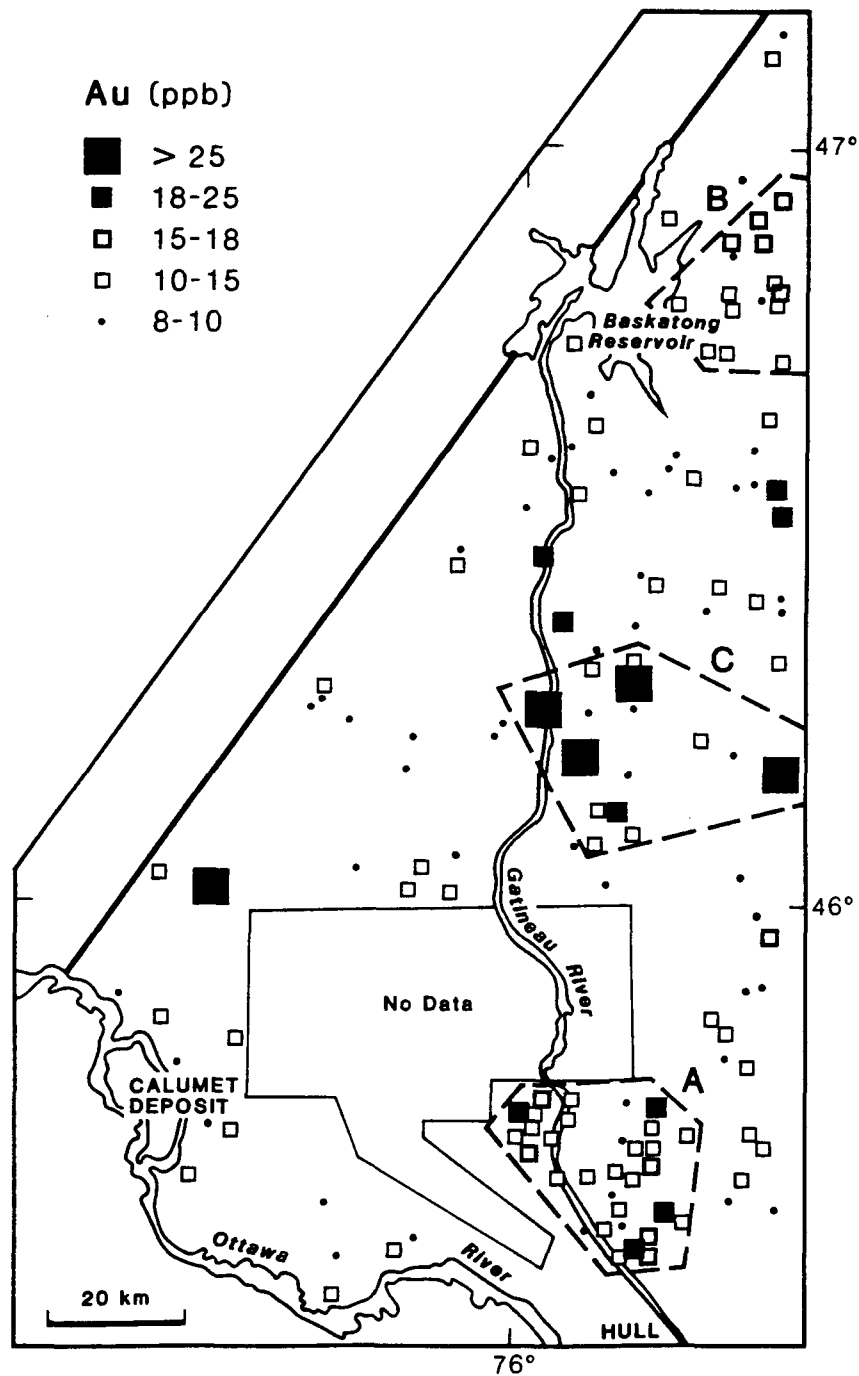 Au (ppb)
> 25
18-25
15-18
10-15
8-10
47°
B
Baskatong
Reservoir
C
46°
Gatineau
River
No Data
A
CALUMET
DEPOSIT
Ottawa
River
20 km
HULL
76°